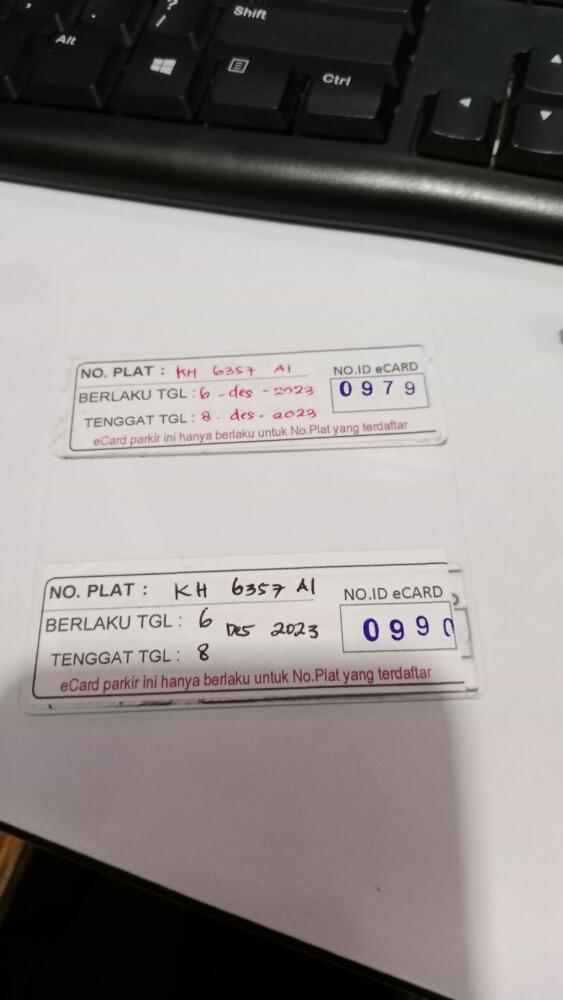 ?
/
Shift
Alt
Ctrl
NO. PLAT : KH 6357 AI
NO.ID eCARD
BERLAKU TGL : 6 - des - 2023
0979
TENGGAT TGL : 8 . des . 2023
eCard parkir ini hanya berlaku untuk No.Plat yang terdaftar
NO. PLAT : KH 6357 AI
NO.ID eCARD
BERLAKU TGL : 6 Des 2023
0990
TENGGAT TGL : 8
eCard parkir ini hanya berlaku untuk No.Plat yang terdaftar